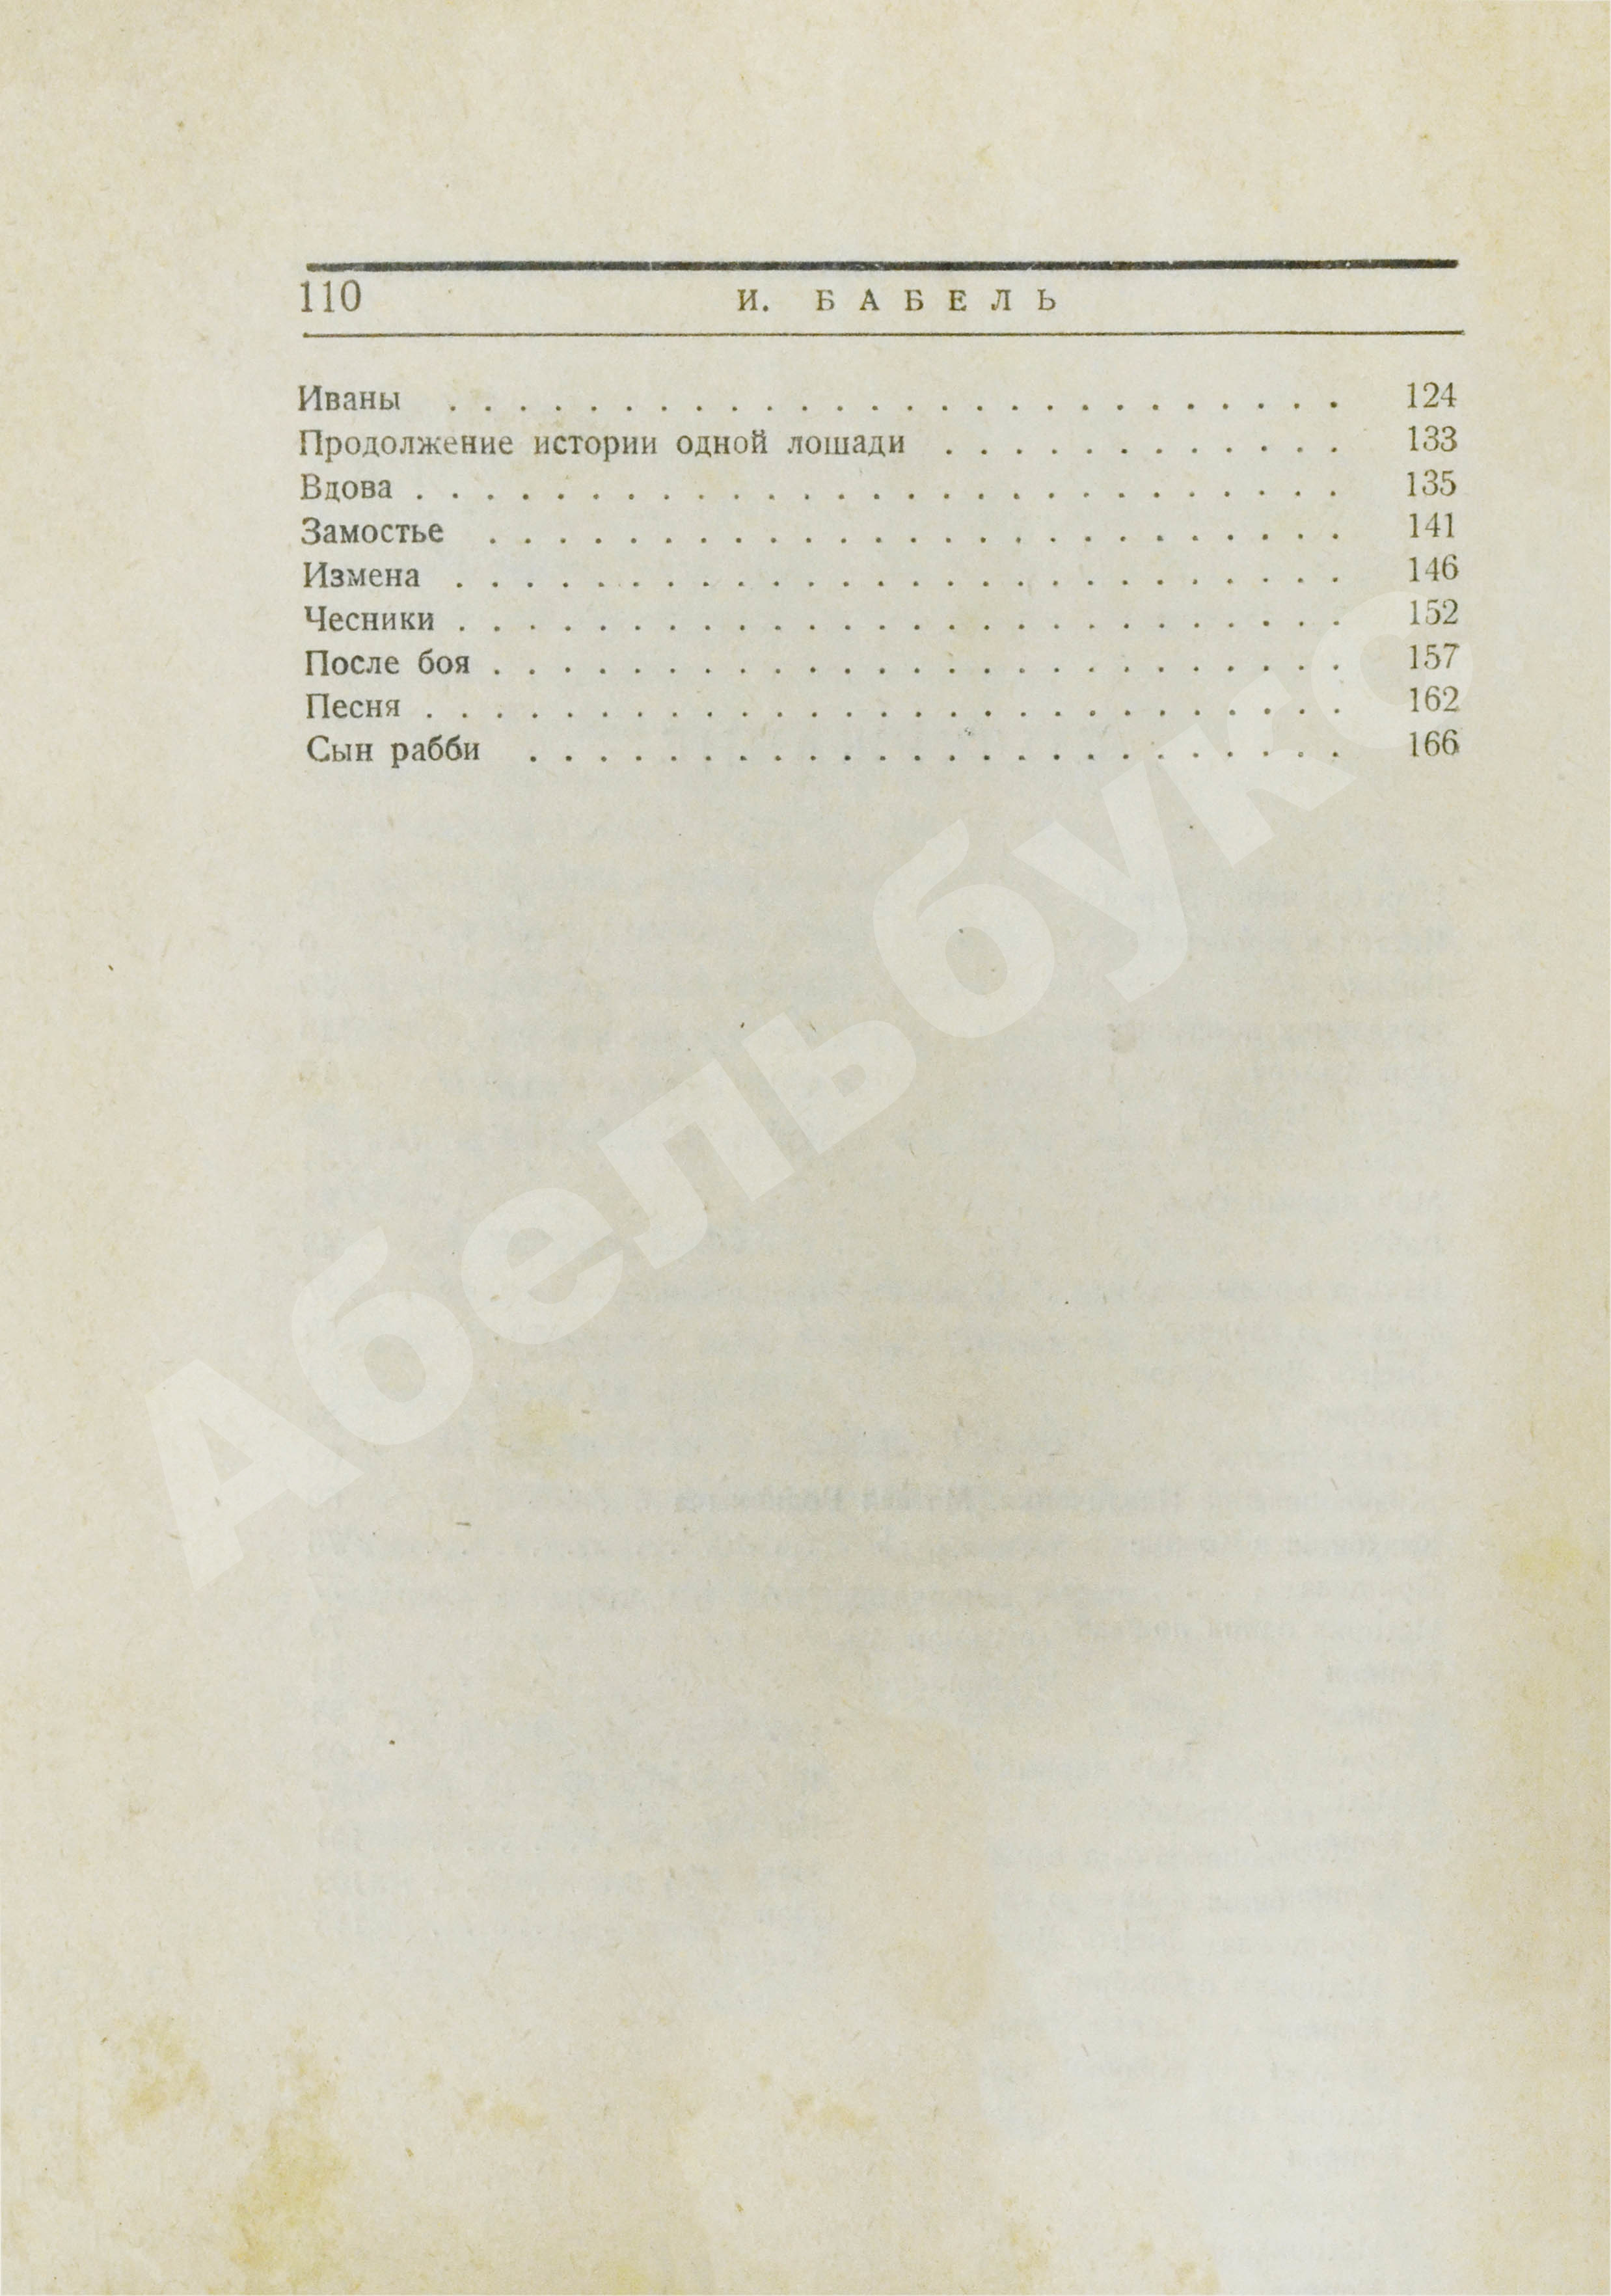 110 И. БАБЕЛЬ
Иваны . . . . . . . . . . . . . . . . . . . . . . . . . . 124
Продолжение истории одной лошади . . . . . . . . . . . . 133
Вдова . . . . . . . . . . . . . . . . . . . . . . . . . . . 135
Замостье . . . . . . . . . . . . . . . . . . . . . . . . . 141
Измена . . . . . . . . . . . . . . . . . . . . . . . . . . 146
Чесники . . . . . . . . . . . . . . . . . . . . . . . . . . 152
После боя . . . . . . . . . . . . . . . . . . . . . . . . . 157
Песня . . . . . . . . . . . . . . . . . . . . . . . . . . . 162
Сын рабби . . . . . . . . . . . . . . . . . . . . . . . . 166
Абельбукс